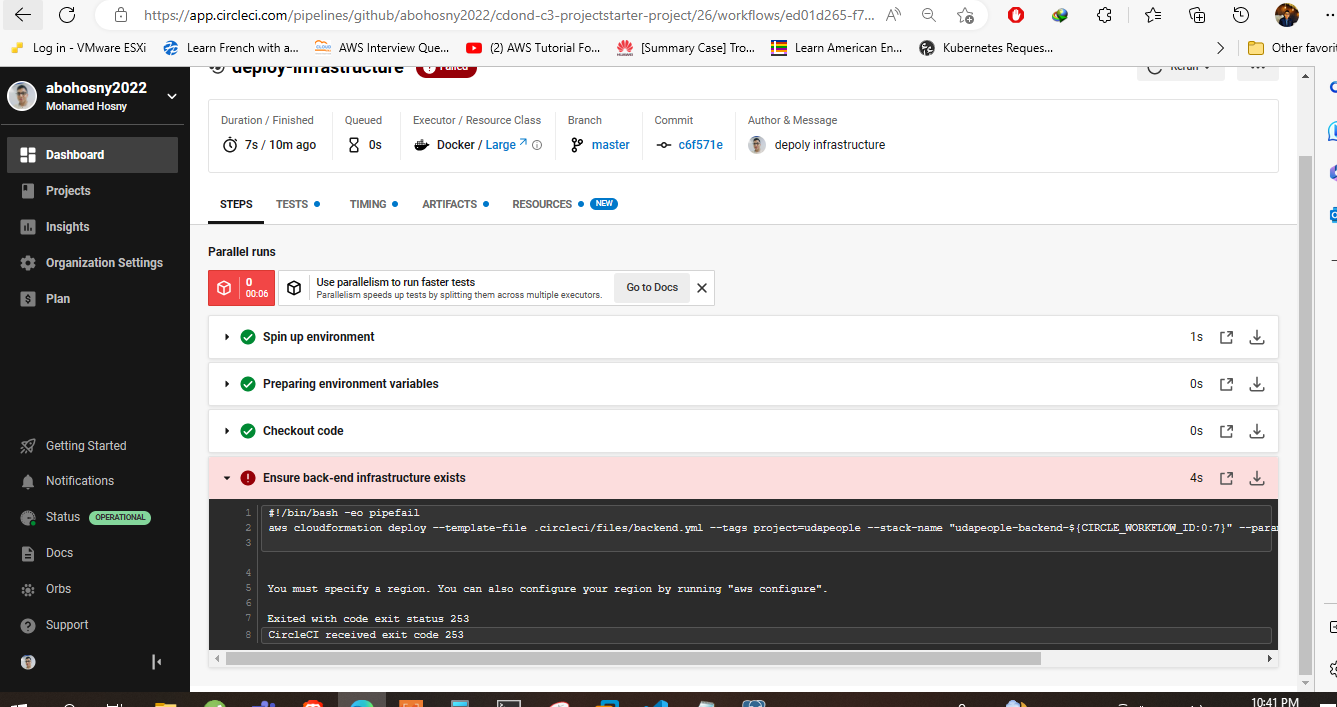 https://app.circleci.com/pipelines/github/abohosny2022/cdond-c3-projectstarter-project/26/workflows/ed01d265-f7...
Log in - VMware ESXi
Learn French with a...
AWS Interview Que...
(2) AWS Tutorial Fo...
[Summary Case] Tro...
Learn American En...
Kubernetes Reques...
Other favorit
abohosny2022
Mohamed Hosny
Dashboard
Projects
Insights
Organization Settings
Plan
Getting Started
Notifications
Status OPERATIONAL
Docs
Orbs
Support
deploy-infrastructure
Failed
Rerun
Duration / Finished
7s / 10m ago
Queued
0s
Executor / Resource Class
Docker / Large
Branch
master
Commit
c6f571e
Author & Message
depoly infrastructure
STEPS
TESTS
TIMING
ARTIFACTS
RESOURCES NEW
Parallel runs
0
00:06
Use parallelism to run faster tests
Parallelism speeds up tests by splitting them across multiple executors.
Go to Docs
Spin up environment 1s
Preparing environment variables 0s
Checkout code 0s
Ensure back-end infrastructure exists 4s
1 #!/bin/bash -eo pipefail
2 aws cloudformation deploy --template-file .circleci/files/backend.yml --tags project=udapeople --stack-name "udapeople-backend-${CIRCLE_WORKFLOW_ID:0:7}" --para
3
4
5 You must specify a region. You can also configure your region by running "aws configure".
6
7 Exited with code exit status 253
8 CircleCI received exit code 253
10:41 PM